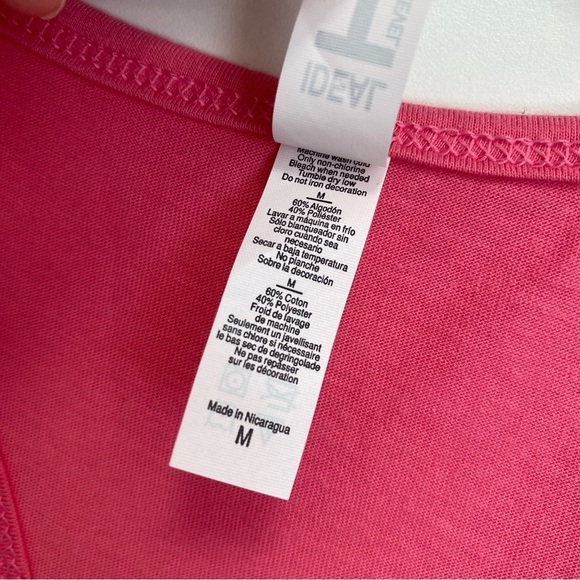 LEVEL
IDEAL
Machine wash cold
Only non-chlorine
Bleach when needed
Tumble dry low
Do not iron decoration
M
60% Algodón
40% Poliéster
Lavar a máquina en frío
Sólo blanqueador sin
cloro cuando sea
necesario
Secar a baja temperatura
No planche
Sobre la decoración
M
60% Coton
40% Polyester
Froid de lavage
de machine
Seulement un javellisant
sans chlore si nécessaire
le bas sec de degringolade
Ne pas repasser
sur les décoration
Made in Nicaragua
M